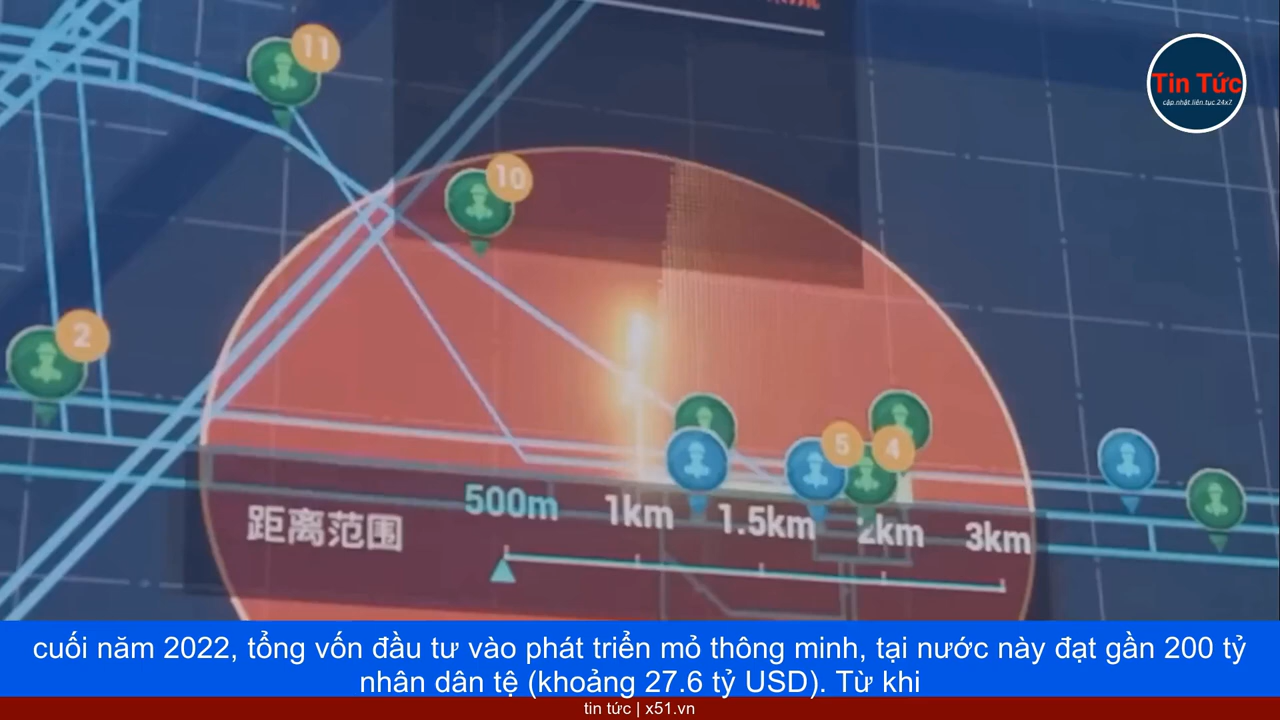 11
Tin Tức
cập nhật liên tục 24x7
10
2
5
4
500m 1km 1.5km 2km 3km
距离范围
cuối năm 2022, tổng vốn đầu tư vào phát triển mỏ thông minh, tại nước này đạt gần 200 tỷ
nhân dân tệ (khoảng 27.6 tỷ USD). Từ khi
tin tức | x51.vn